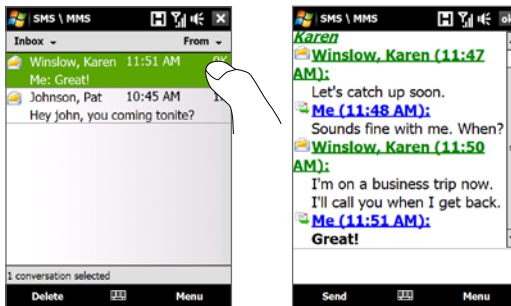 SMS \ MMS
Inbox From
Winslow, Karen 11:51 AM
Me: Great!
Johnson, Pat 10:45 AM
Hey john, you coming tonite?
1 conversation selected
Delete Menu
SMS \ MMS ok
Karen
Winslow, Karen (11:47
AM):
Let's catch up soon.
Me (11:48 AM):
Sounds fine with me. When?
Winslow, Karen (11:50
AM):
I'm on a business trip now.
I'll call you when I get back.
Me (11:51 AM):
Great!
Send Menu